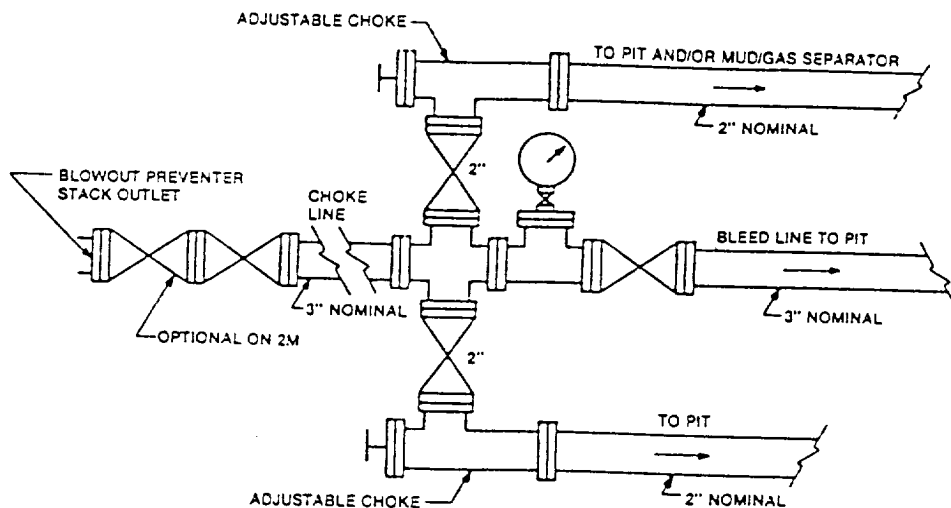 ADJUSTABLE CHOKE
TO PIT AND/OR MUD/GAS SEPARATOR
2" NOMINAL
2"
BLOWOUT PREVENTER
STACK OUTLET
CHOKE
LINE
BLEED LINE TO PIT
3" NOMINAL
3" NOMINAL
OPTIONAL ON 2M
2"
TO PIT
ADJUSTABLE CHOKE
2" NOMINAL